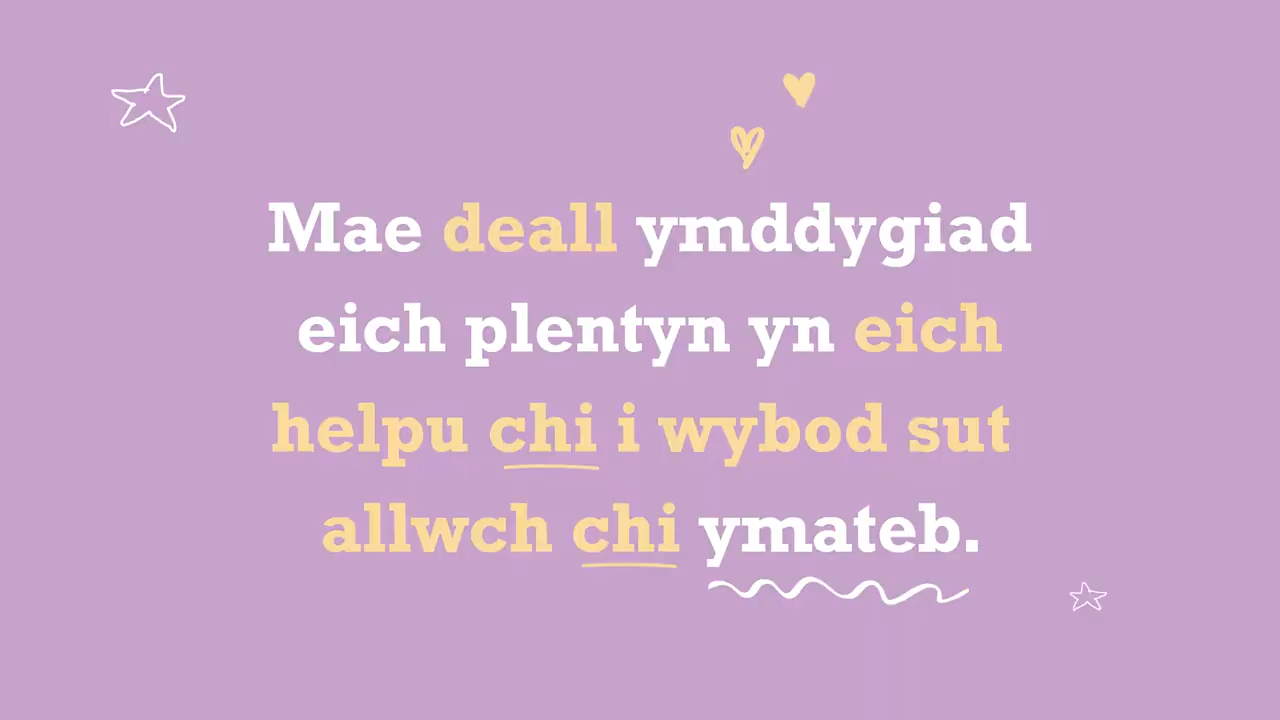 Mae deall ymddygiad
eich plentyn yn eich
helpu chi i wybod sut
allwch chi ymateb.